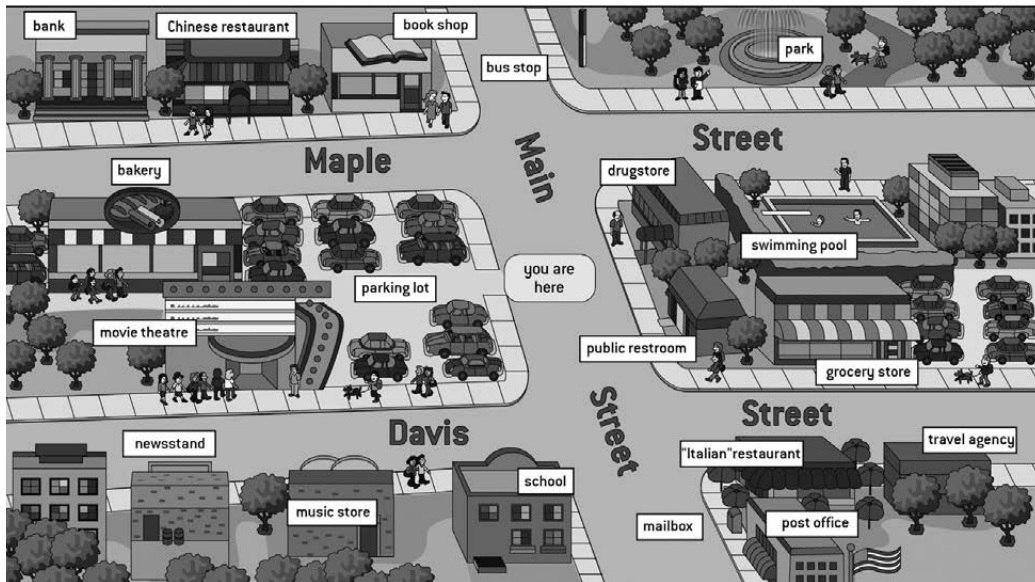 bank
Chinese restaurant
book shop
bus stop
park
Maple
Main
Street
bakery
drugstore
swimming pool
you are
here
parking lot
movie theatre
public restroom
grocery store
Davis
Street
Street
newsstand
"Italian"restaurant
travel agency
school
music store
mailbox
post office